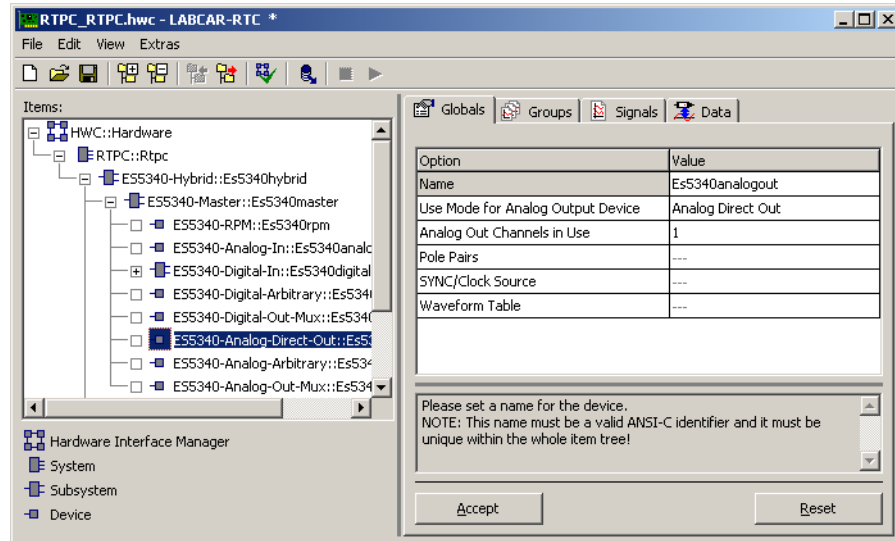 RTPC_RTPC.hwc - LABCAR-RTC *
File Edit View Extras
Items:
HWC::Hardware
RTPC::Rtpc
ES5340-Hybrid::Es5340hybrid
ES5340-Master::Es5340master
ES5340-RPM::Es5340rpm
ES5340-Analog-In::Es5340analo
ES5340-Digital-In::Es5340digital
ES5340-Digital-Arbitrary::Es534
ES5340-Digital-Out-Mux::Es534
ES5340-Analog-Direct-Out::Es5
ES5340-Analog-Arbitrary::Es534
ES5340-Analog-Out-Mux::Es534
Hardware Interface Manager
System
Subsystem
Device
Globals Groups Signals Data
Option Value
Name Es5340analogout
Use Mode for Analog Output Device Analog Direct Out
Analog Out Channels in Use 1
Pole Pairs ---
SYNC/Clock Source ---
Waveform Table ---
Please set a name for the device.
NOTE: This name must be a valid ANSI-C identifier and it must be
unique within the whole item tree!
Accept Reset